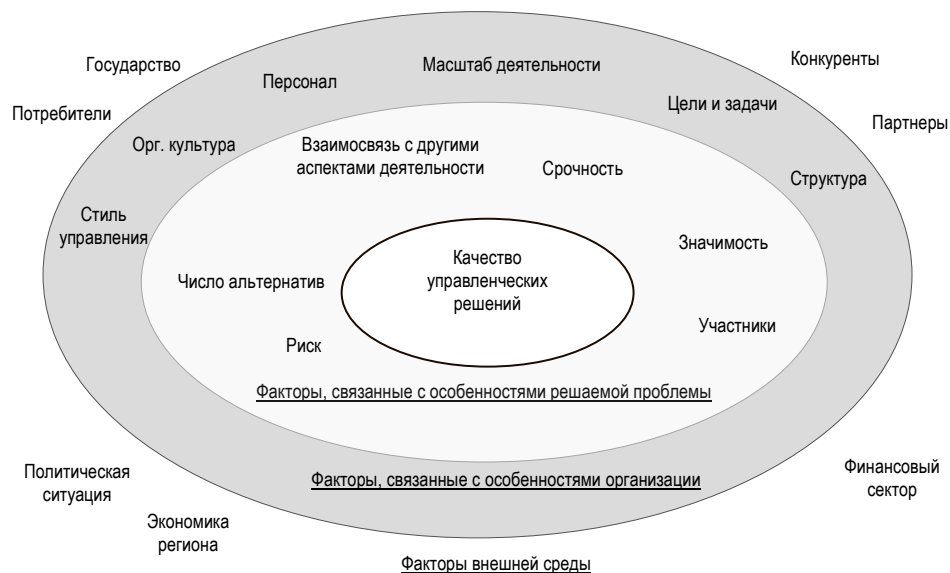 Государство
Персонал
Масштаб деятельности
Конкуренты
Потребители
Цели и задачи
Партнеры
Орг. культура
Взаимосвязь с другими
аспектами деятельности
Срочность
Структура
Стиль
управления
Значимость
Число альтернатив
Качество
управленческих
решений
Участники
Риск
Факторы, связанные с особенностями решаемой проблемы
Политическая
ситуация
Факторы, связанные с особенностями организации
Финансовый
сектор
Экономика
региона
Факторы внешней среды